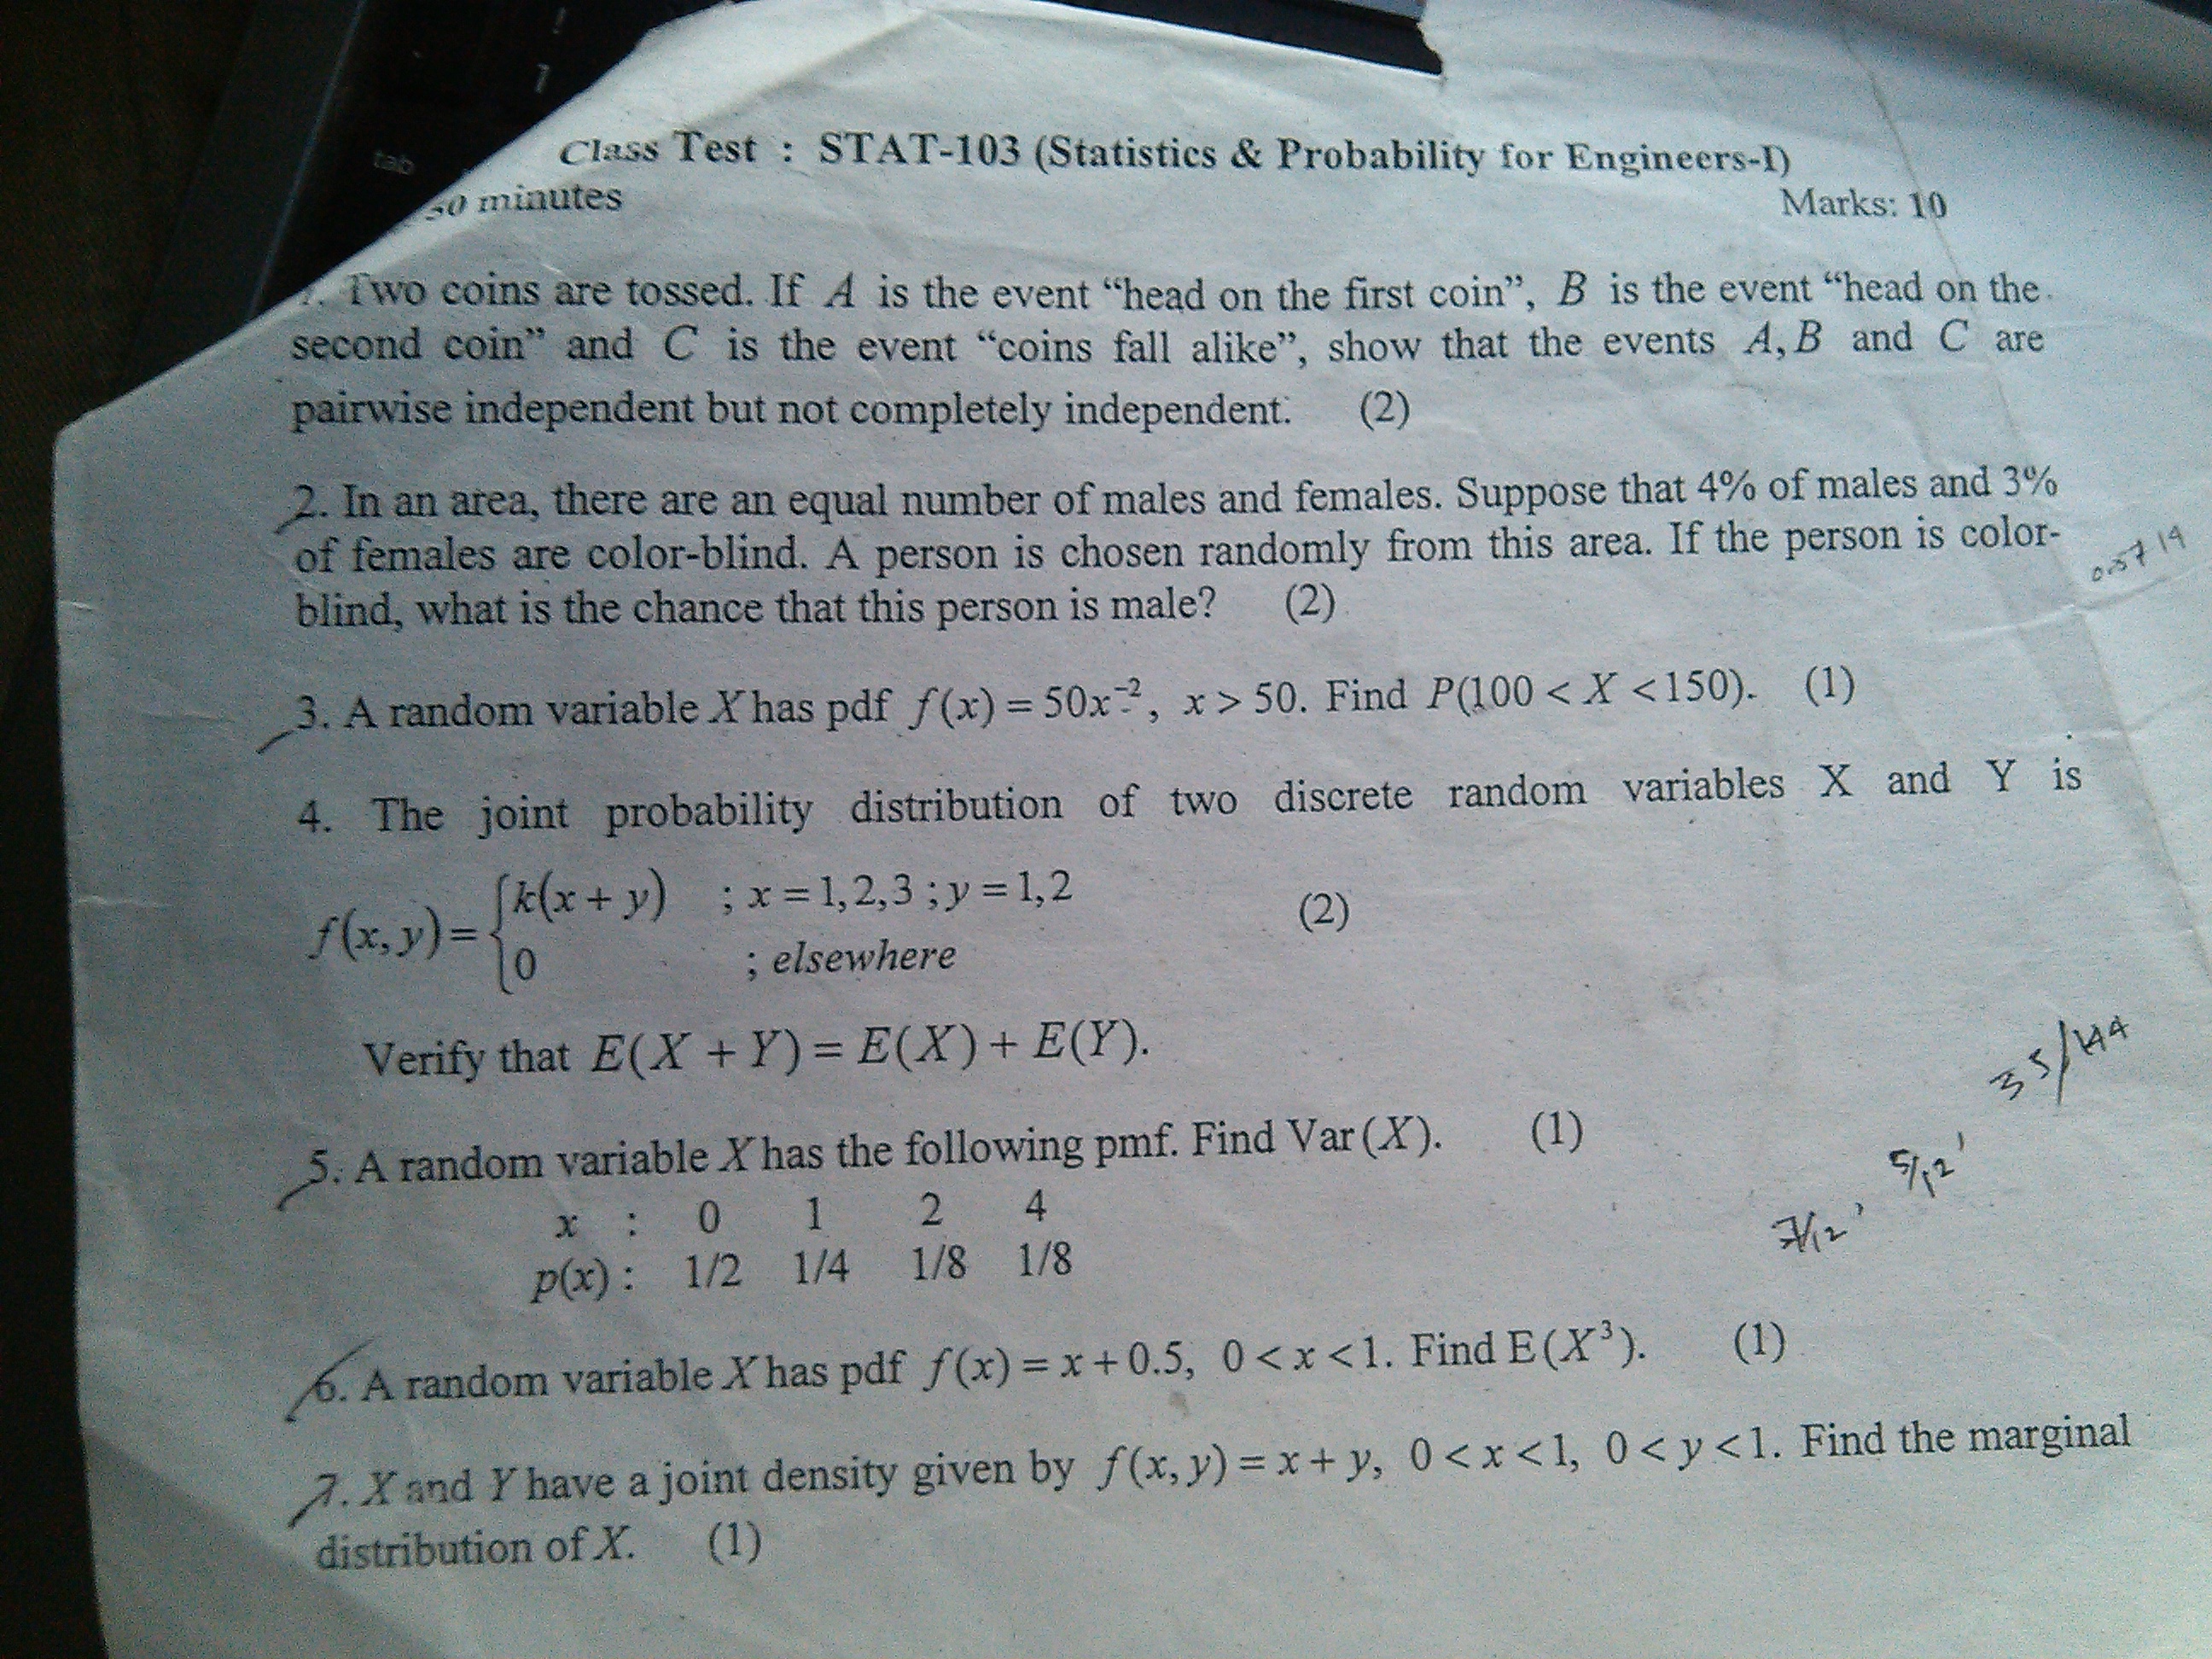 Class Test : STAT-103 (Statistics & Probability for Engineers-I)
minutes
Marks: 10
Two coins are tossed. If A is the event “head on the first coin”, B is the event “head on the
second coin” and C is the event “coins fall alike”, show that the events A, B and C are
pairwise independent but not completely independent. (2)
2. In an area, there are an equal number of males and females. Suppose that 4% of males and 3%
of females are color-blind. A person is chosen randomly from this area. If the person is color-
blind, what is the chance that this person is male? (2)
0.5714
3. A random variable X has pdf f(x) = 50x⁻², x > 50. Find P(100 < X < 150). (1)
4. The joint probability distribution of two discrete random variables X and Y is
f(x, y) = { k(x + y) ; x = 1, 2, 3 ; y = 1, 2 (2)
0 ; elsewhere
Verify that E(X + Y) = E(X) + E(Y).
35/144
5. A random variable X has the following pmf. Find Var(X). (1)
5/12,
x : 0 1 2 4
7/12,
p(x) : 1/2 1/4 1/8 1/8
6. A random variable X has pdf f(x) = x + 0.5, 0 < x < 1. Find E(X³). (1)
7. X and Y have a joint density given by f(x, y) = x + y, 0 < x < 1, 0 < y < 1. Find the marginal
distribution of X. (1)